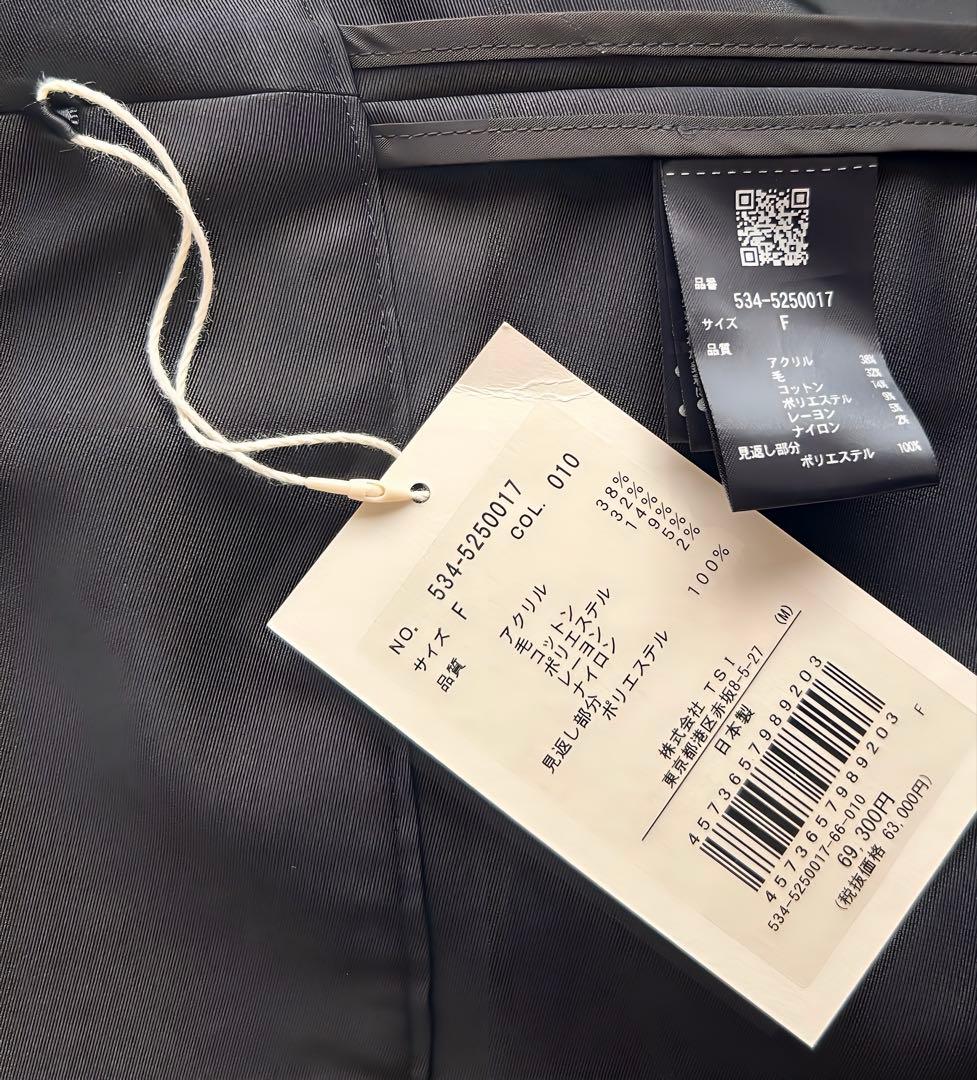 品番
534-5250017
サイズ F
品質
アクリル 38%
毛 32%
コットン 14%
ポリエステル 9%
レーヨン 5%
ナイロン 2%
見返し部分
ポリエステル 100%
NO. 534-5250017
サイズ F COL. 010
品質
アクリル 38%
毛 32%
コットン 14%
ポリエステル 9%
レーヨン 5%
ナイロン 2%
見返し部分
ポリエステル 100%
(M)
株式会社 TSI
東京都港区赤坂8-5-27
日本製
4573657989203
4573657989203
534-5250017-66-010 F
69,300円
(税抜価格 63,000円)